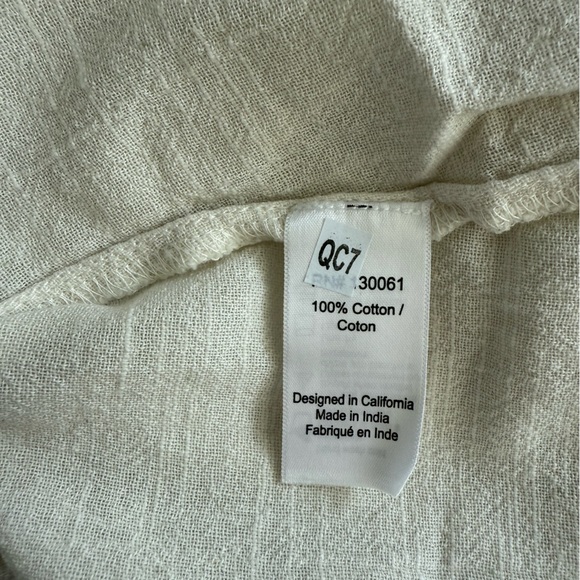 QC7
30061
100% Cotton /
Coton
Designed in California
Made in India
Fabriqué en Inde